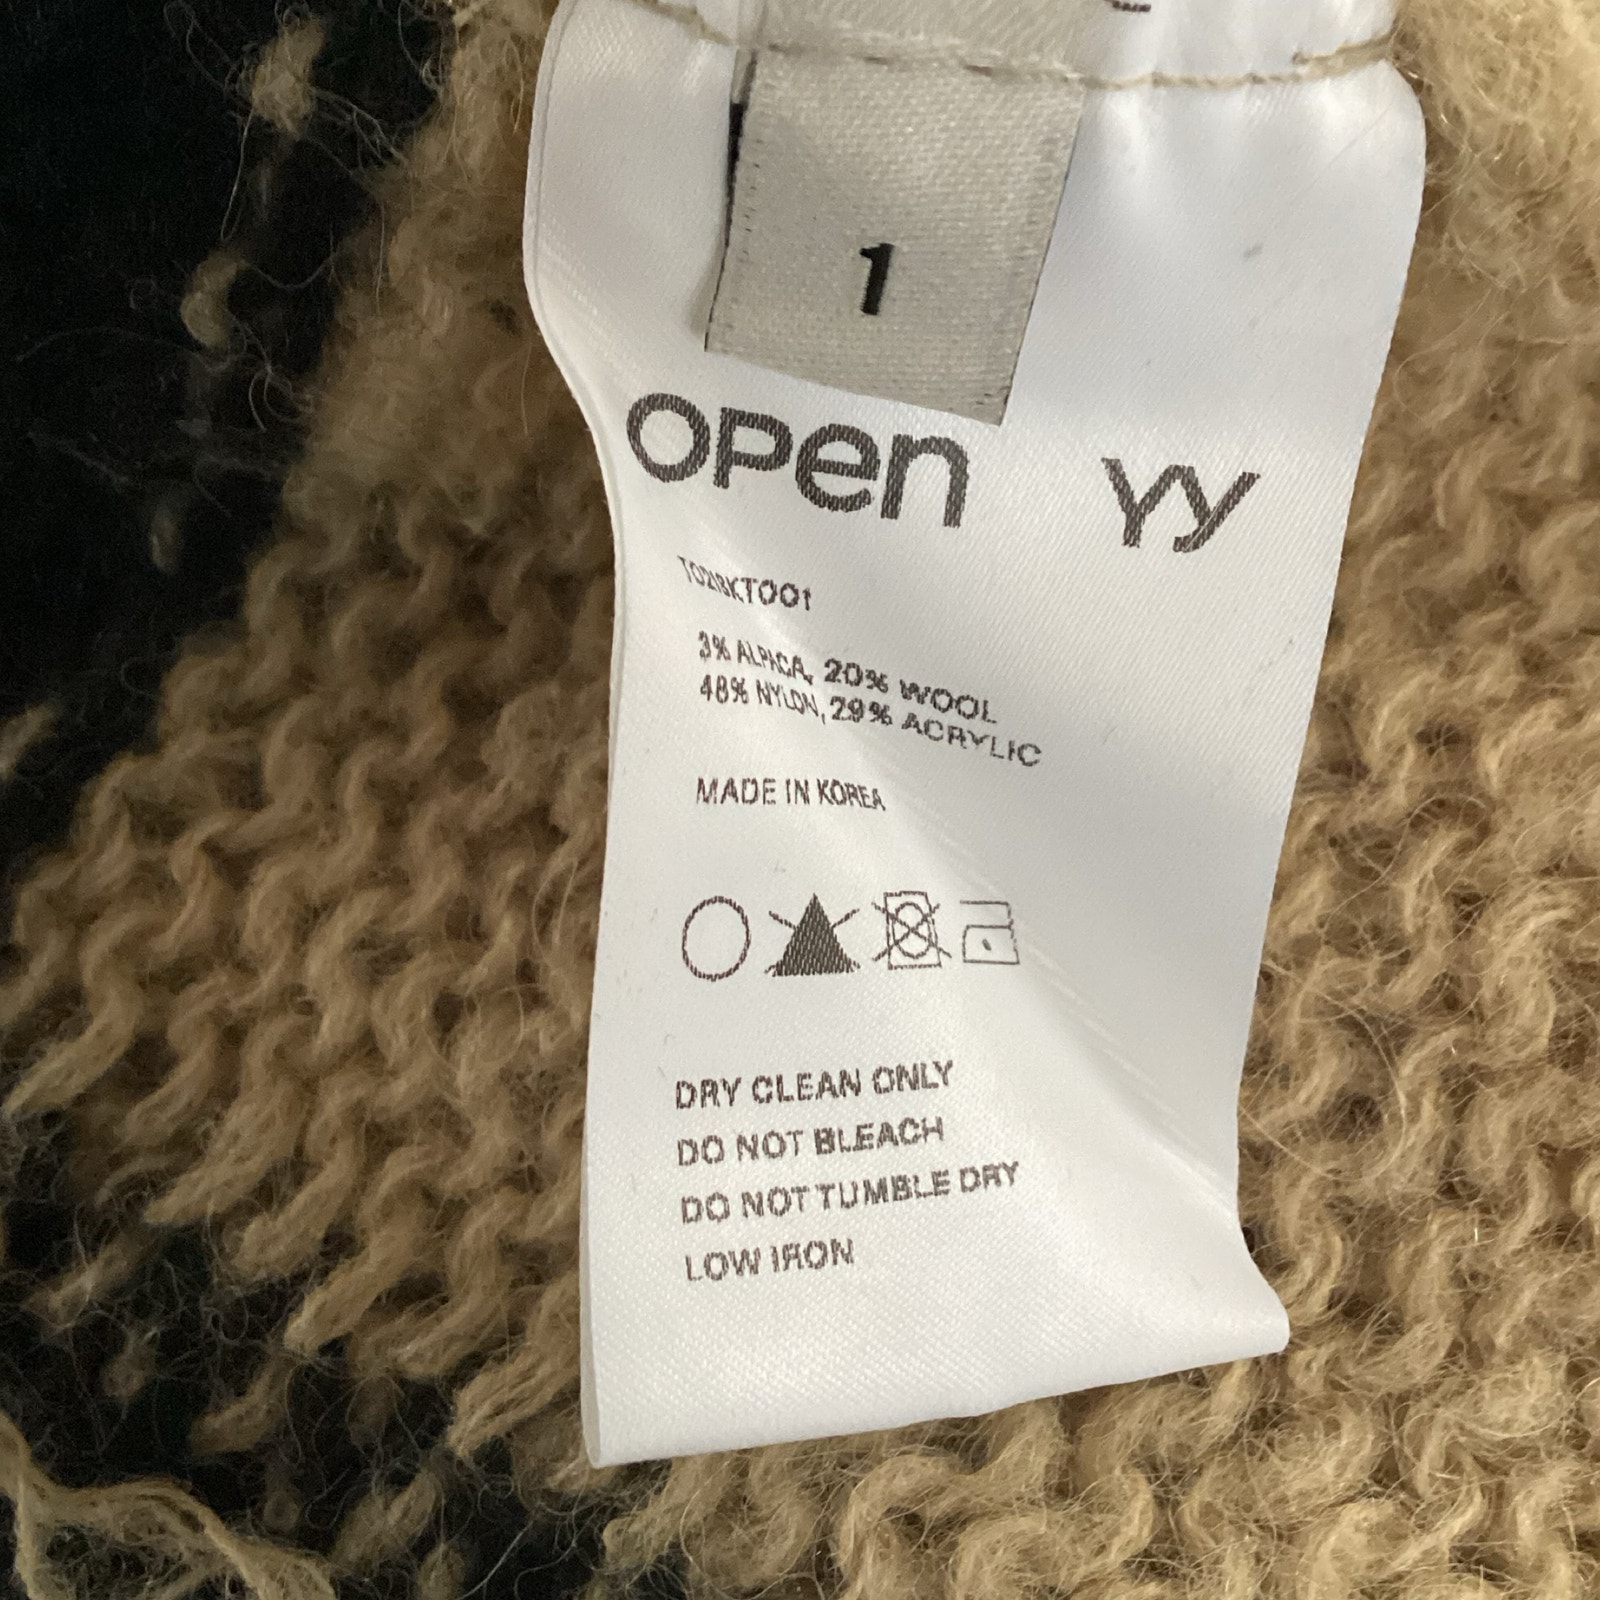 1
open yy
TO218KT001
3% ALPACA, 20% WOOL
48% NYLON, 29% ACRYLIC
MADE IN KOREA
DRY CLEAN ONLY
DO NOT BLEACH
DO NOT TUMBLE DRY
LOW IRON